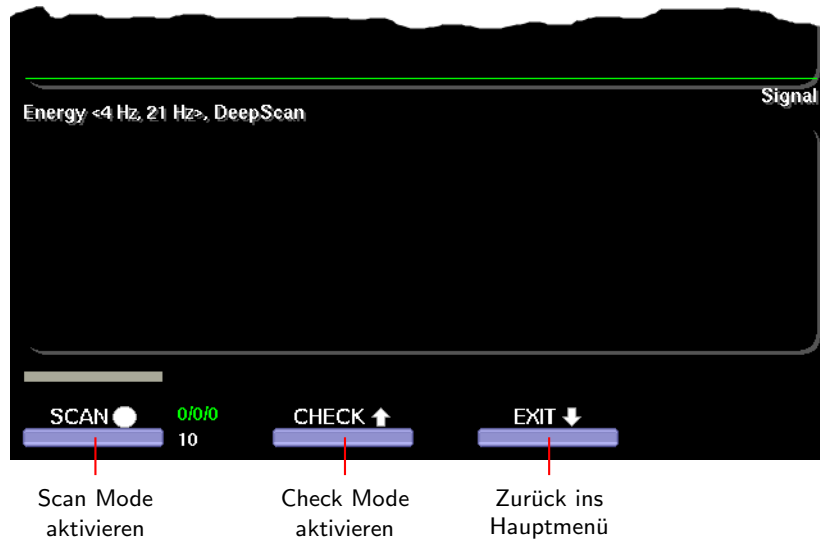 Signal
Energy <4 Hz, 21 Hz>, DeepScan
SCAN 0/0/0 CHECK EXIT
10
Scan Mode aktivieren
Check Mode aktivieren
Zurück ins Hauptmenü